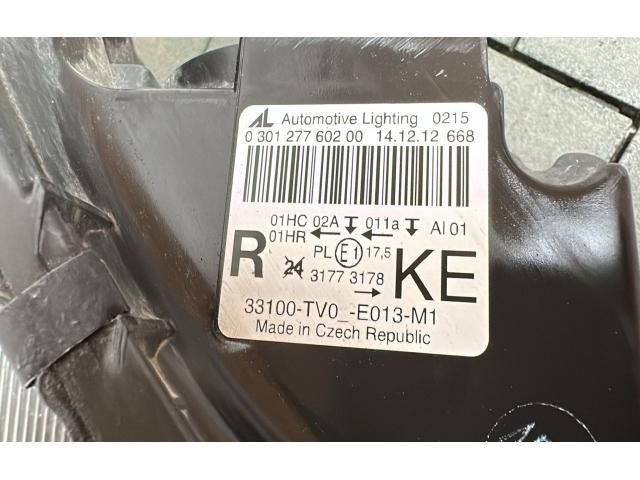 AL Automotive Lighting 0215
0 301 277 602 00 14.12.12 668
01HC 02A 011a AI 01
01HR
PL E1 17,5
R 24 3177 3178 KE
33100-TV0_-E013-M1
Made in Czech Republic